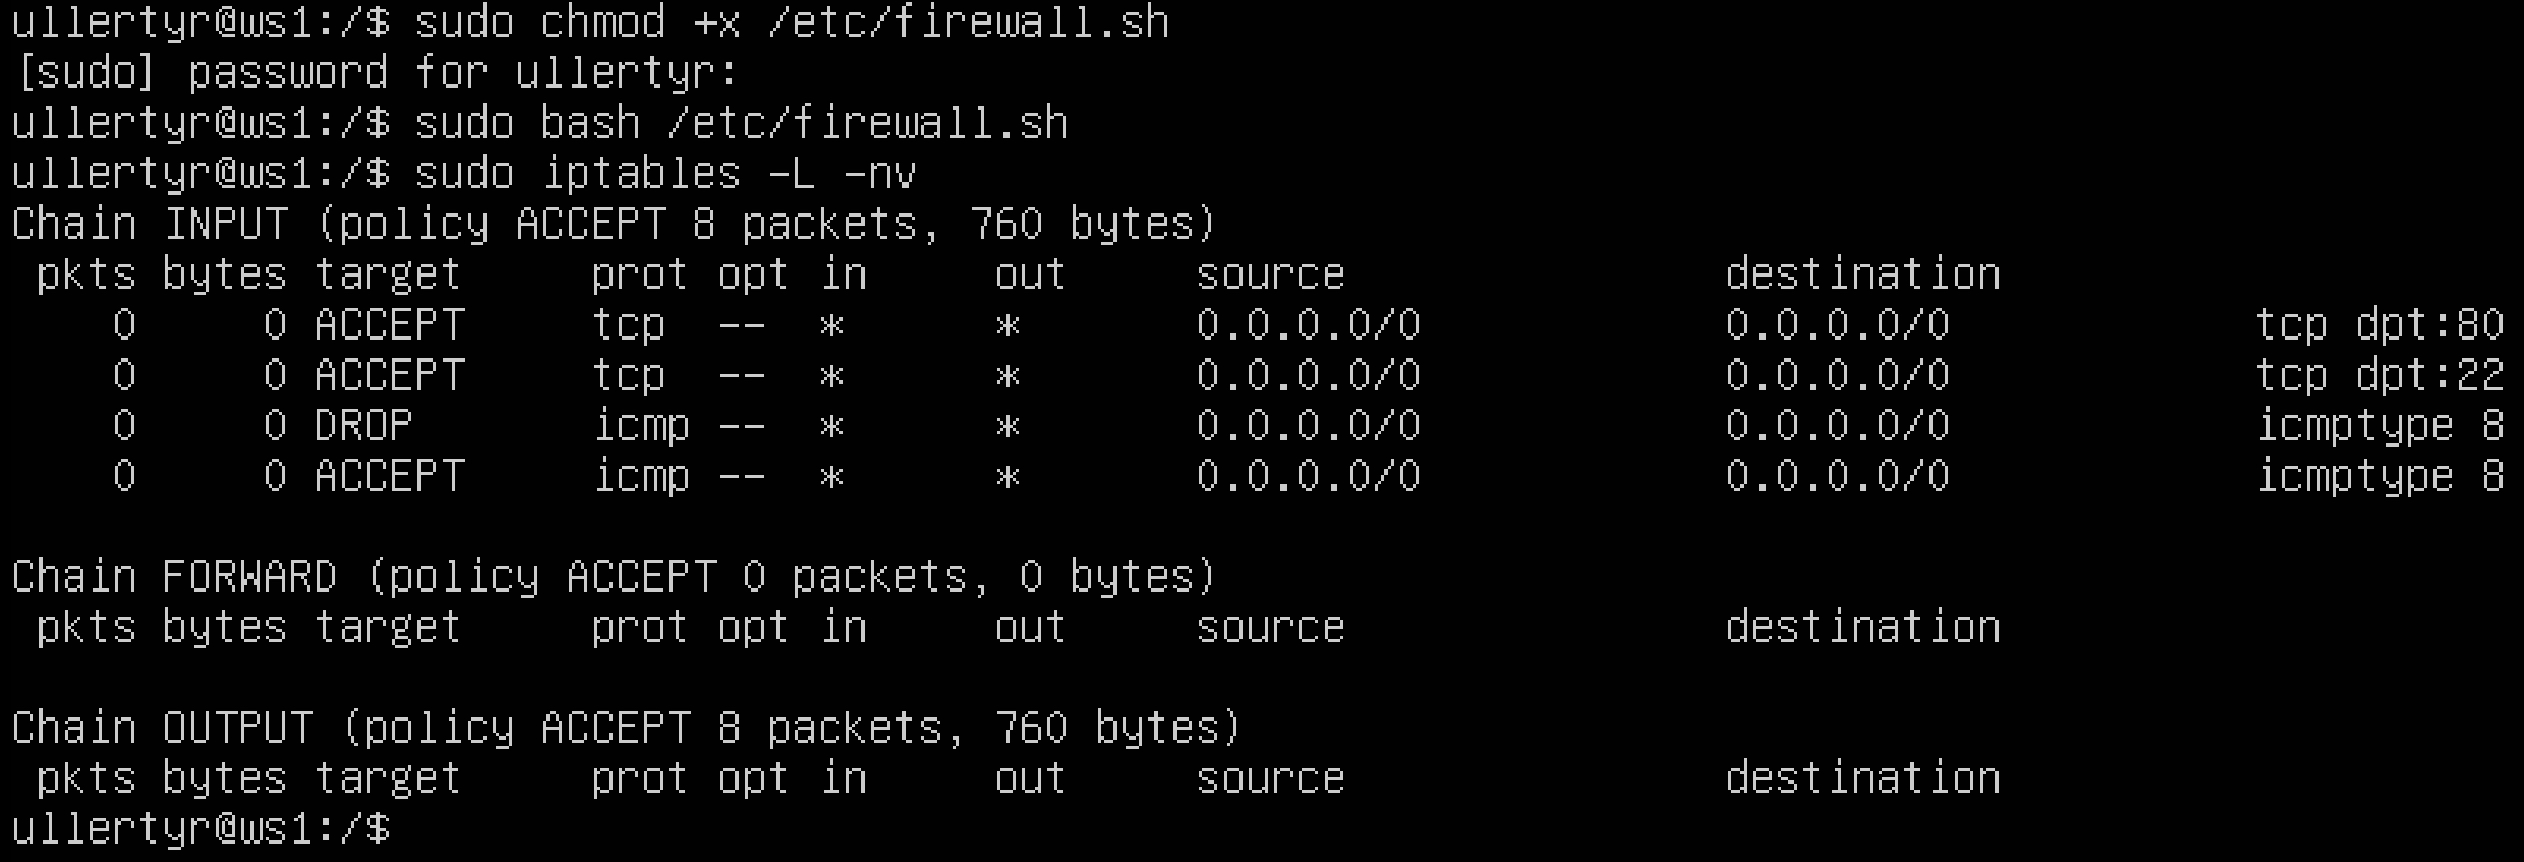 ullertyr@ws1:/$ sudo chmod +x /etc/firewall.sh
[sudo] password for ullertyr:
ullertyr@ws1:/$ sudo bash /etc/firewall.sh
ullertyr@ws1:/$ sudo iptables -L -nv
Chain INPUT (policy ACCEPT 8 packets, 760 bytes)
 pkts bytes target     prot opt in     out     source               destination
    0     0 ACCEPT     tcp  --  *      *       0.0.0.0/0            0.0.0.0/0            tcp dpt:80
    0     0 ACCEPT     tcp  --  *      *       0.0.0.0/0            0.0.0.0/0            tcp dpt:22
    0     0 DROP       icmp --  *      *       0.0.0.0/0            0.0.0.0/0            icmptype 8
    0     0 ACCEPT     icmp --  *      *       0.0.0.0/0            0.0.0.0/0            icmptype 8

Chain FORWARD (policy ACCEPT 0 packets, 0 bytes)
 pkts bytes target     prot opt in     out     source               destination

Chain OUTPUT (policy ACCEPT 8 packets, 760 bytes)
 pkts bytes target     prot opt in     out     source               destination
ullertyr@ws1:/$